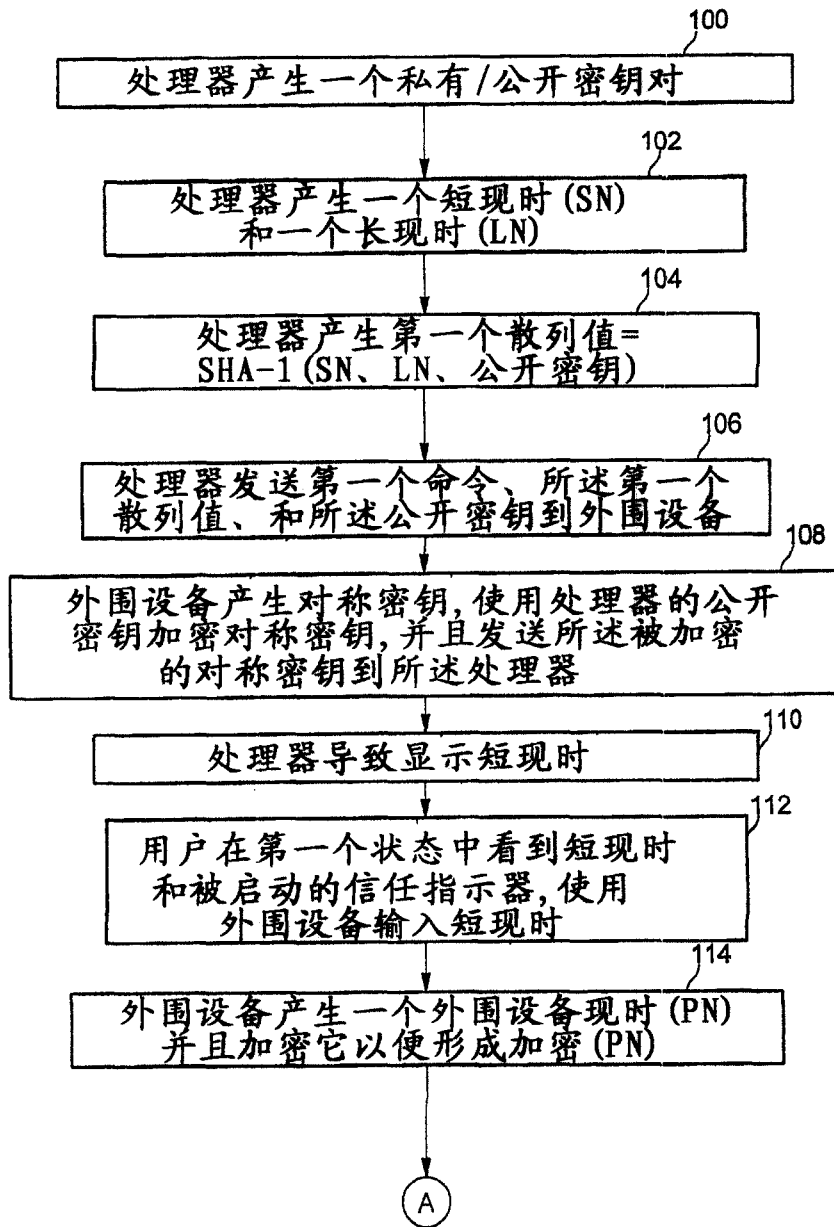 100
处理器产生一个私有/公开密钥对
102
处理器产生一个短现时(SN)
和一个长现时(LN)
104
处理器产生第一个散列值=
SHA-1(SN、LN、公开密钥)
106
处理器发送第一个命令、所述第一个
散列值、和所述公开密钥到外围设备
108
外围设备产生对称密钥,使用处理器的公开
密钥加密对称密钥,并且发送所述被加密
的对称密钥到所述处理器
110
处理器导致显示短现时
112
用户在第一个状态中看到短现时
和被启动的信任指示器,使用
外围设备输入短现时
114
外围设备产生一个外围设备现时(PN)
并且加密它以便形成加密(PN)
A